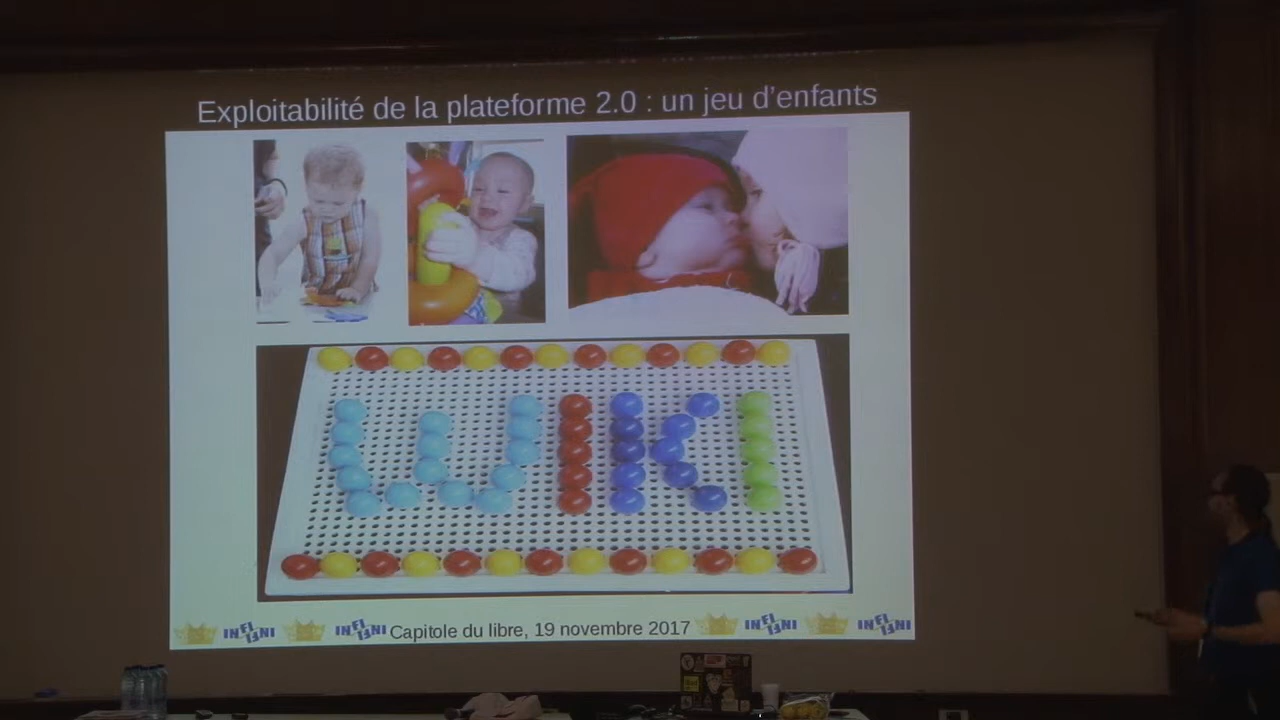 Exploitabilité de la plateforme 2.0 : un jeu d'enfants
WIKI
INFINI INFINI Capitole du libre, 19 novembre 2017 INFINI INFINI